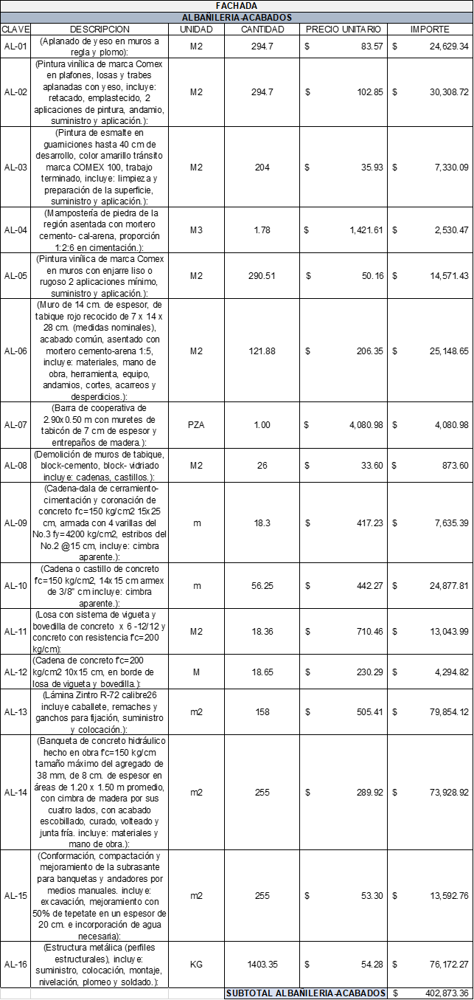 FACHADA
ALBAÑILERIA-ACABADOS
CLAVE DESCRIPCION UNIDAD CANTIDAD PRECIO UNITARIO IMPORTE
(Aplanado de yeso en muros a
AL-01 regla y plomo): M2 294.7 $ 83.57 $ 24,629.34
(Pintura vinílica de marca Comex
en plafones, losas y trabes
aplanadas con yeso, incluye:
AL-02 retacado, emplastecido, 2 M2 294.7 $ 102.85 $ 30,308.72
aplicaciones de pintura, andamio,
suministro y aplicación.):
(Pintura de esmalte en
guarniciones hasta 40 cm de
desarrollo, color amarillo tránsito
AL-03 marca COMEX 100, trabajo M2 204 $ 35.93 $ 7,330.09
terminado, incluye: limpieza y
preparación de la superficie,
suministro y aplicación.):
(Mampostería de piedra de la
región asentada con mortero
AL-04 cemento- cal-arena, proporción M3 1.78 $ 1,421.61 $ 2,530.47
1:2:6 en cimentación.):
(Pintura vinílica de marca Comex
en muros con enjarre liso o
AL-05 rugoso 2 aplicaciones mínimo, M2 290.51 $ 50.16 $ 14,571.43
suministro y aplicación.):
(Muro de 14 cm. de espesor, de
tabique rojo recocido de 7 x 14 x
28 cm. (medidas nominales),
acabado común, asentado con
AL-06 mortero cemento-arena 1:5, M2 121.88 $ 206.35 $ 25,148.65
incluye: materiales, mano de
obra, herramienta, equipo,
andamios, cortes, acarreos y
desperdicios.):
(Barra de cooperativa de
2.90x0.50 m con muretes de
AL-07 tabicón de 7 cm de espesor y PZA 1.00 $ 4,080.98 $ 4,080.98
entrepaños de madera.):
(Demolición de muros de tabique,
AL-08 block-cemento, block- vidriado M2 26 $ 33.60 $ 873.60
incluye: cadenas, castillos.):
(Cadena-dala de cerramiento-
cimentación y coronación de
concreto f'c=150 kg/cm2 15x25
AL-09 cm, armada con 4 varillas del m 18.3 $ 417.23 $ 7,635.39
No.3 fy=4200 kg/cm2, estribos del
No.2 @15 cm, incluye: cimbra
aparente.):
(Cadena o castillo de concreto
f'c=150 kg/cm2, 14x15 cm armex
AL-10 de 3/8" cm incluye: cimbra m 56.25 $ 442.27 $ 24,877.81
aparente.):
(Losa con sistema de vigueta y
bovedilla de concreto x 6 -12/12 y
AL-11 concreto con resistencia f'c=200 M2 18.36 $ 710.46 $ 13,043.99
kg/cm):
(Cadena de concreto f'c=200
AL-12 kg/cm2 10x15 cm, en borde de M 18.65 $ 230.29 $ 4,294.82
losa de vigueta y bovedilla.):
(Lámina Zintro R-72 calibre26
incluye caballete, remaches y
AL-13 ganchos para fijación, suministro m2 158 $ 505.41 $ 79,854.12
y colocación.):
(Banqueta de concreto hidráulico
hecho en obra f'c=150 kg/cm
tamaño máximo del agregado de
38 mm, de 8 cm. de espesor en
AL-14 áreas de 1.20 x 1.50 m promedio, m2 255 $ 289.92 $ 73,928.92
con cimbra de madera por sus
cuatro lados, con acabado
escobillado, curado, volteado y
junta fría. incluye: materiales y
mano de obra.):
(Conformación, compactación y
mejoramiento de la subrasante
para banquetas y andadores por
AL-15 medios manuales. incluye: m2 255 $ 53.30 $ 13,592.76
excavación, mejoramiento con
50% de tepetate en un espesor de
20 cm. e incorporación de agua
necesaria):
(Estructura metálica (perfiles
estructurales), incluye:
AL-16 suministro, colocación, montaje, KG 1403.35 $ 54.28 $ 76,172.27
nivelación, plomeo y soldado.):
SUBTOTAL ALBAÑILERIA-ACABADOS $ 402,873.36